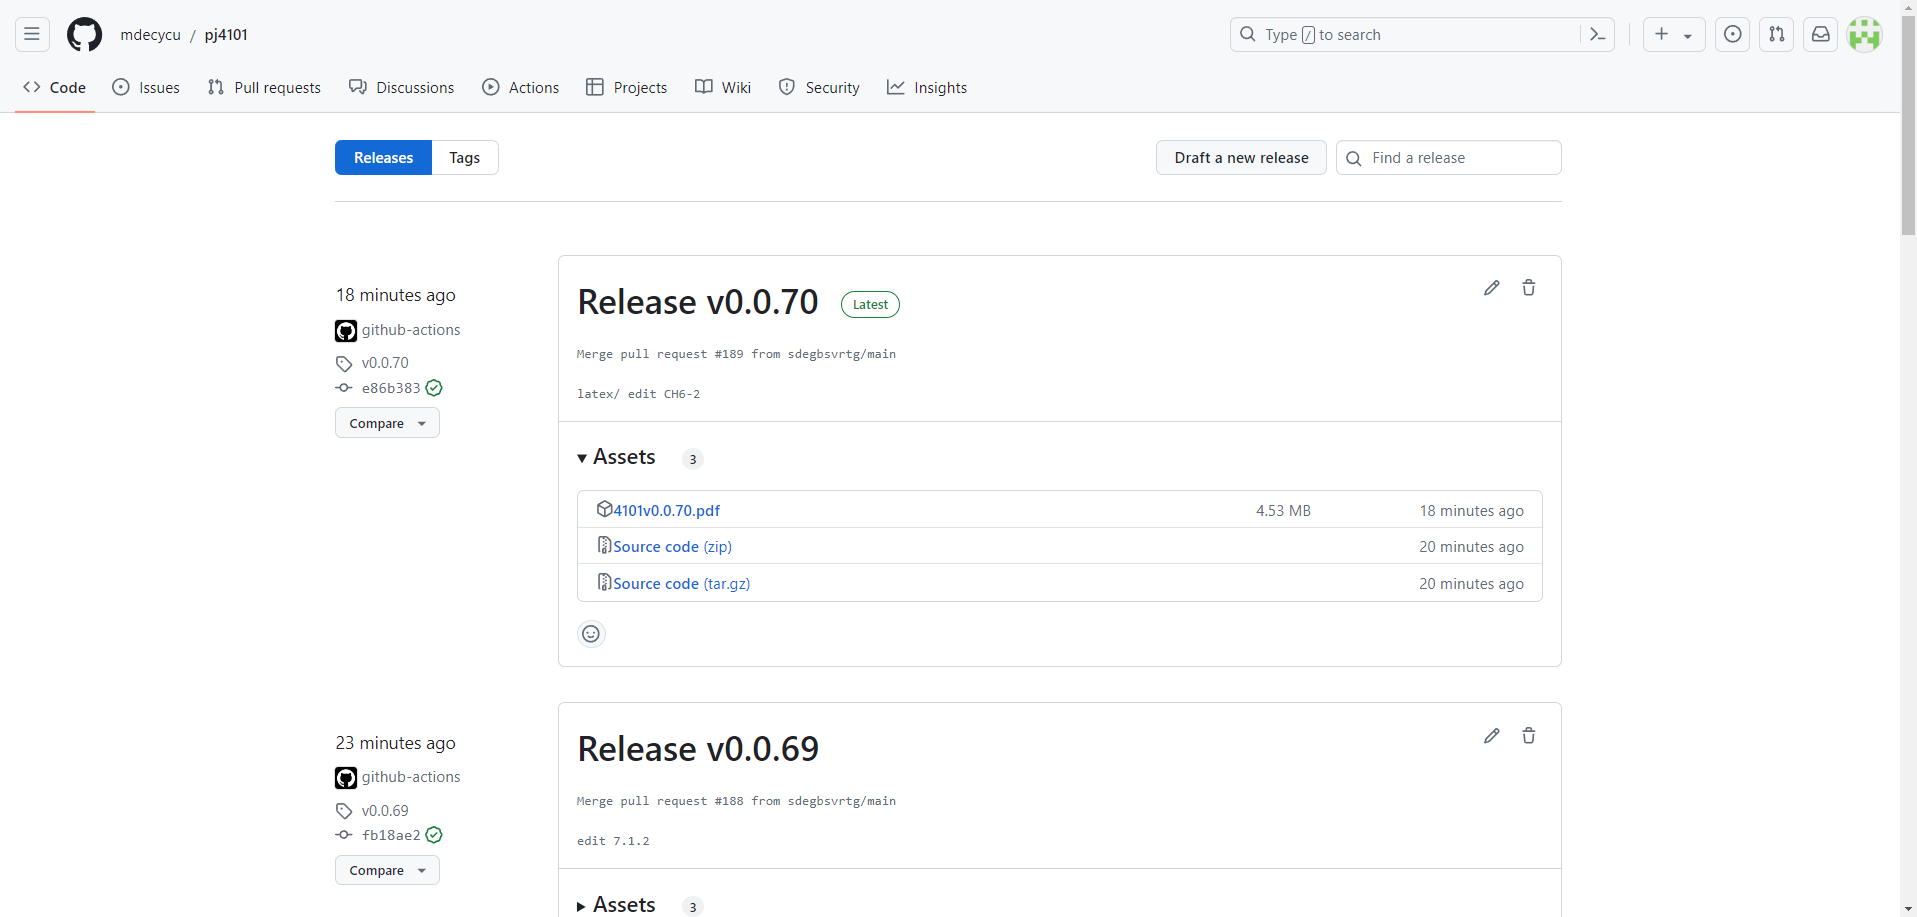 mdecycu / pj4101
Type / to search
Code Issues Pull requests Discussions Actions Projects Wiki Security Insights
Releases Tags
Draft a new release
Find a release
18 minutes ago
github-actions
v0.0.70
e86b383
Compare
Release v0.0.70 Latest
Merge pull request #189 from sdegbsvrtg/main
latex/ edit CH6-2
Assets 3
4101v0.0.70.pdf 4.53 MB 18 minutes ago
Source code (zip) 20 minutes ago
Source code (tar.gz) 20 minutes ago
23 minutes ago
github-actions
v0.0.69
fb18ae2
Compare
Release v0.0.69
Merge pull request #188 from sdegbsvrtg/main
edit 7.1.2
Assets 3